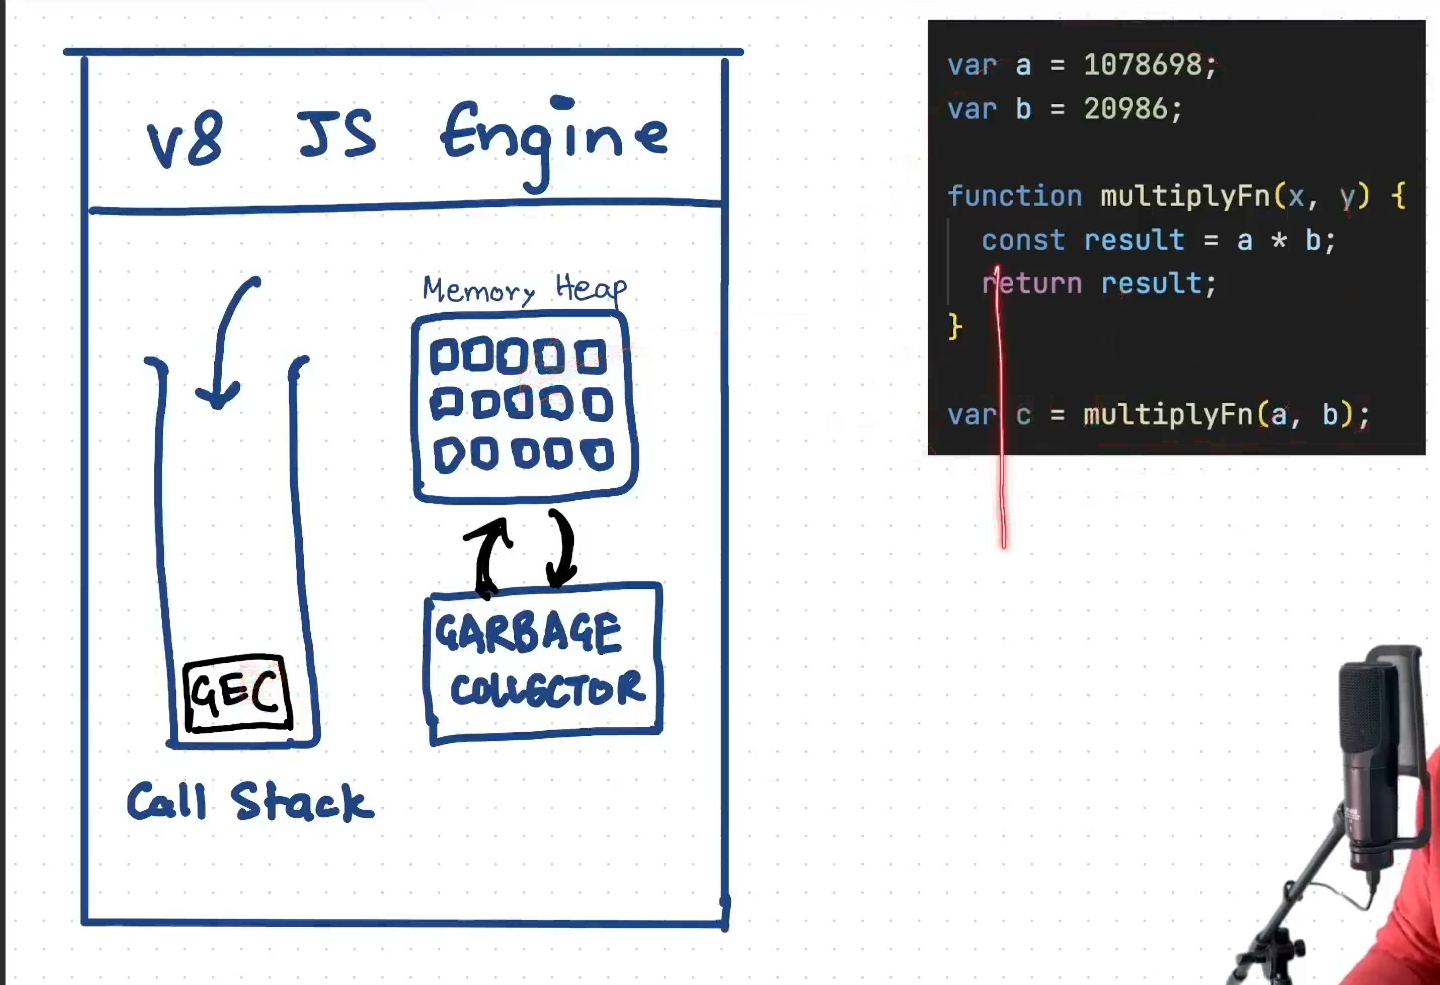 v8 JS Engine
Memory Heap
GARBAGE
COLLECTOR
GEC
Call Stack
var a = 1078698;
var b = 20986;
function multiplyFn(x, y) {
const result = a * b;
return result;
}
var c = multiplyFn(a, b);